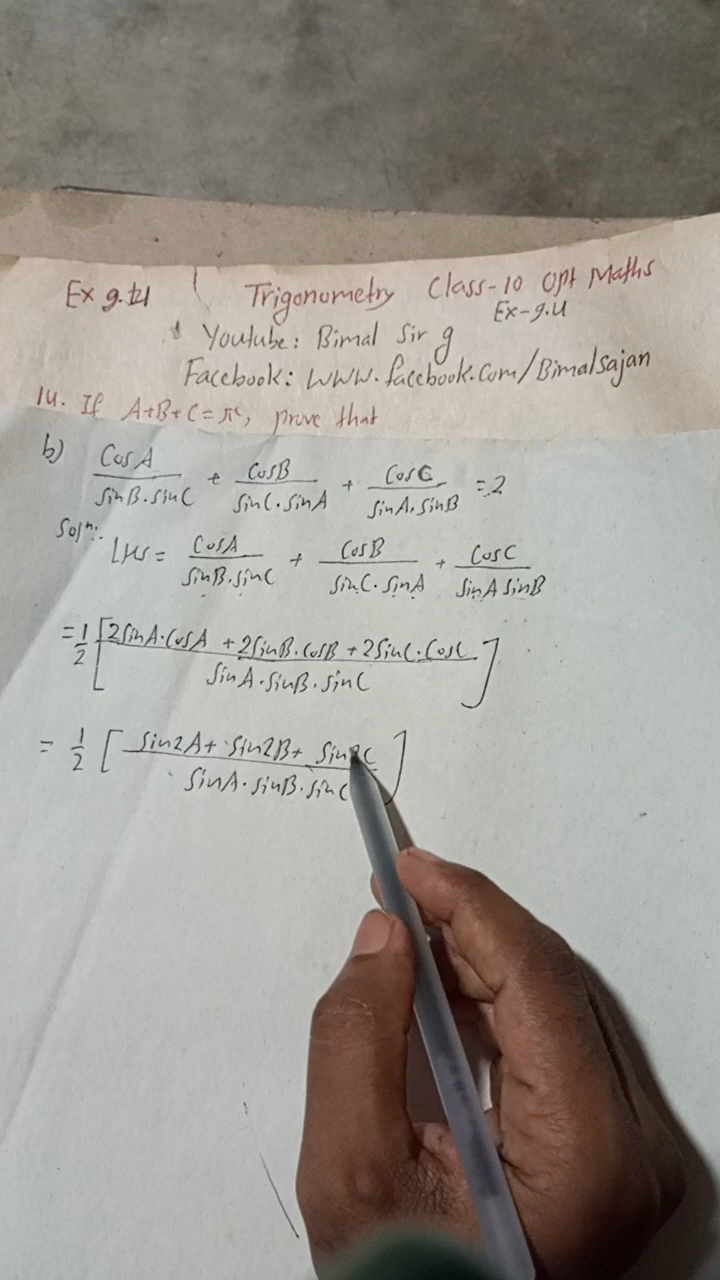 Ex 9.4 Trigonometry Class-10 Opt Maths
Ex-9.4
Youtube: Bimal Sir g
Facebook: WWW.facebook.Com/Bimalsajan
14. If A+B+C=πᶜ, prove that
b) CosA/SinB.SinC + CosB/SinC.SinA + CosC/SinA.SinB = 2
Solⁿ:
LHS = CosA/SinB.SinC + CosB/SinC.SinA + CosC/SinA SinB
= 1/2 [2SinA.CosA + 2SinB.CosB + 2SinC.CosC / SinA.SinB.SinC]
= 1/2 [Sin2A + Sin2B + Sin2C / SinA.SinB.SinC]